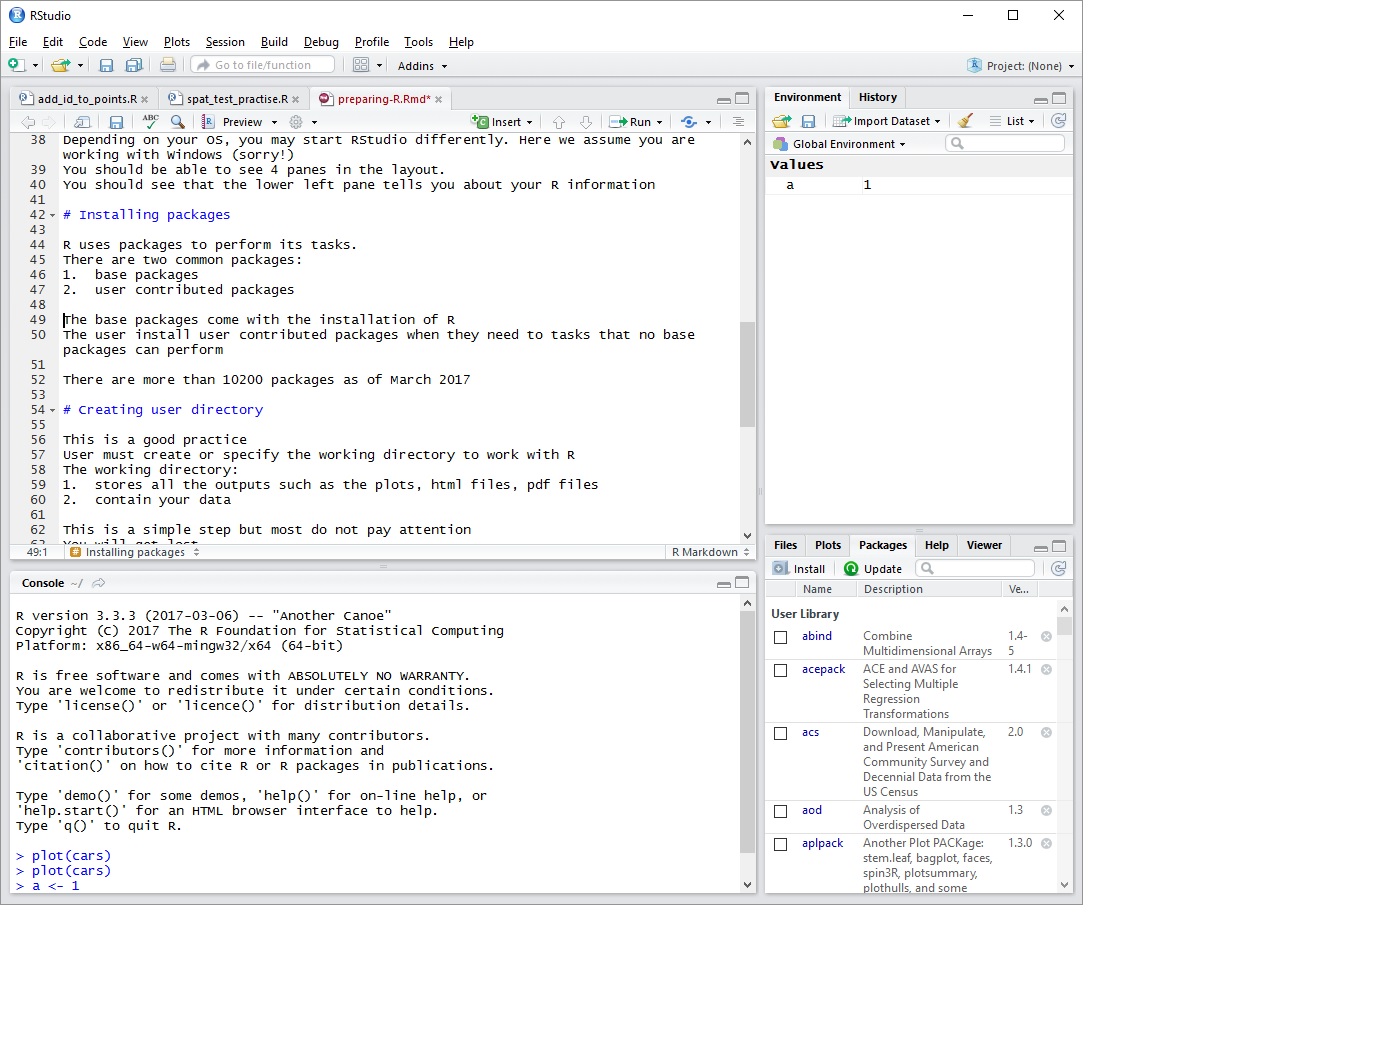 RStudio
File Edit Code View Plots Session Build Debug Profile Tools Help
Go to file/function Addins Project: (None)
add_id_to_points.R spat_test_practise.R preparing-R.Rmd*
ABC Preview Insert Run
38 Depending on your OS, you may start RStudio differently. Here we assume you are
working with Windows (sorry!)
39 You should be able to see 4 panes in the layout.
40 You should see that the lower left pane tells you about your R information
41
42 # Installing packages
43
44 R uses packages to perform its tasks.
45 There are two common packages:
46 1. base packages
47 2. user contributed packages
48
49 The base packages come with the installation of R
50 The user install user contributed packages when they need to tasks that no base
packages can perform
51
52 There are more than 10200 packages as of March 2017
53
54 # Creating user directory
55
56 This is a good practice
57 User must create or specify the working directory to work with R
58 The working directory:
59 1. stores all the outputs such as the plots, html files, pdf files
60 2. contain your data
61
62 This is a simple step but most do not pay attention
63 You will get lost
49:1 Installing packages R Markdown
Console ~/
R version 3.3.3 (2017-03-06) -- "Another Canoe"
Copyright (C) 2017 The R Foundation for Statistical Computing
Platform: x86_64-w64-mingw32/x64 (64-bit)
R is free software and comes with ABSOLUTELY NO WARRANTY.
You are welcome to redistribute it under certain conditions.
Type 'license()' or 'licence()' for distribution details.
R is a collaborative project with many contributors.
Type 'contributors()' for more information and
'citation()' on how to cite R or R packages in publications.
Type 'demo()' for some demos, 'help()' for on-line help, or
'help.start()' for an HTML browser interface to help.
Type 'q()' to quit R.
> plot(cars)
> plot(cars)
> a <- 1
Environment History
Import Dataset List
Global Environment
Values
a 1
Files Plots Packages Help Viewer
Install Update
Name Description Ve...
User Library
abind Combine 1.4-
Multidimensional Arrays 5
acepack ACE and AVAS for 1.4.1
Selecting Multiple
Regression
Transformations
acs Download, Manipulate, 2.0
and Present American
Community Survey and
Decennial Data from the
US Census
aod Analysis of 1.3
Overdispersed Data
aplpack Another Plot PACKage: 1.3.0
stem.leaf, bagplot, faces,
spin3R, plotsummary,
plothulls, and some